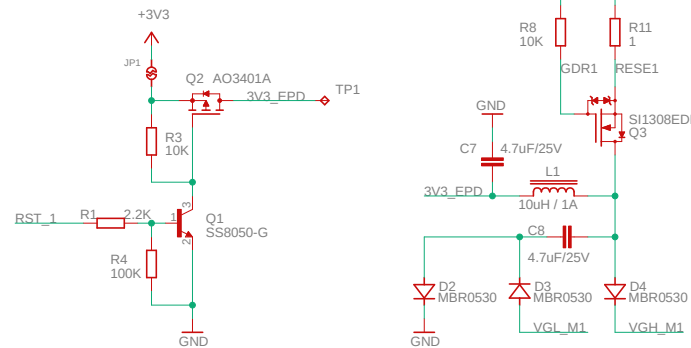 +3V3
JP1
Q2 AO3401A
3V3_EPD
TP1
R3
10K
RST_1
R1
2.2K
1
3
2
Q1
SS8050-G
R4
100K
GND
R8
10K
R11
1
GDR1
RESE1
SI1308EDL
Q3
GND
C7
4.7uF/25V
L1
3V3_EPD
10uH / 1A
C8
4.7uF/25V
D2
MBR0530
D3
MBR0530
D4
MBR0530
GND
VGL_M1
VGH_M1